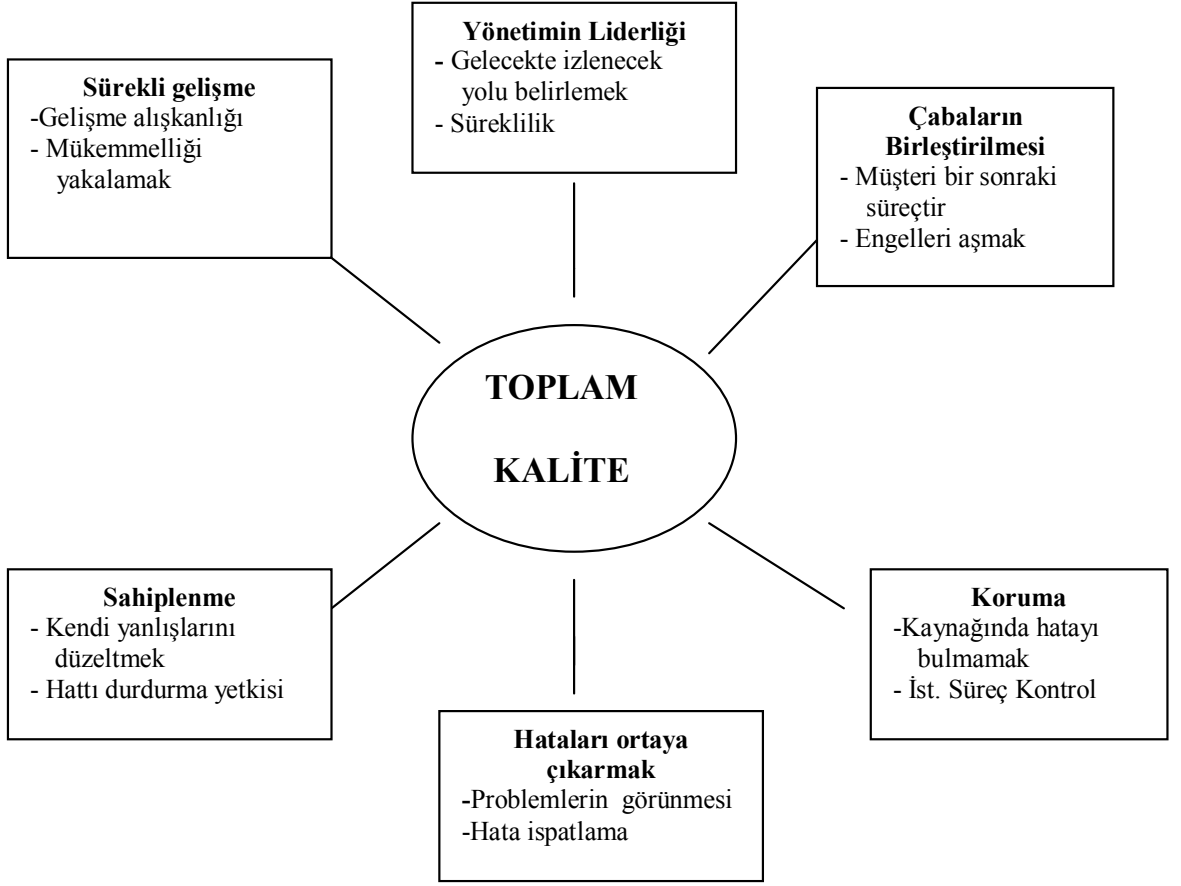 Yönetimin Liderliği
- Gelecekte izlenecek
yolu belirlemek
- Süreklilik
Sürekli gelişme
-Gelişme alışkanlığı
- Mükemmelliği
yakalamak
Çabaların
Birleştirilmesi
- Müşteri bir sonraki
süreçtir
- Engelleri aşmak
TOPLAM
KALİTE
Sahiplenme
- Kendi yanlışlarını
düzeltmek
- Hattı durdurma yetkisi
Koruma
-Kaynağında hatayı
bulmamak
- İst. Süreç Kontrol
Hataları ortaya
çıkarmak
-Problemlerin görünmesi
-Hata ispatlama